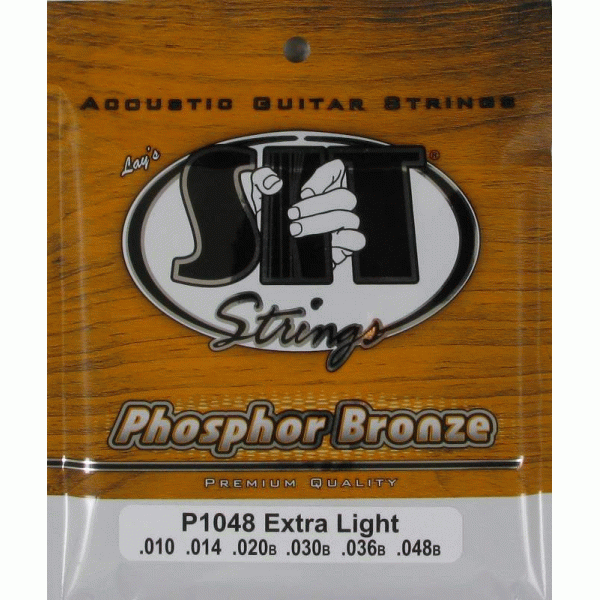 ACOUSTIC GUITAR STRINGS
Lay's
SIT®
Strings
Phosphor Bronze
PREMIUM QUALITY
P1048 Extra Light
.010 .014 .020B .030B .036B .048B